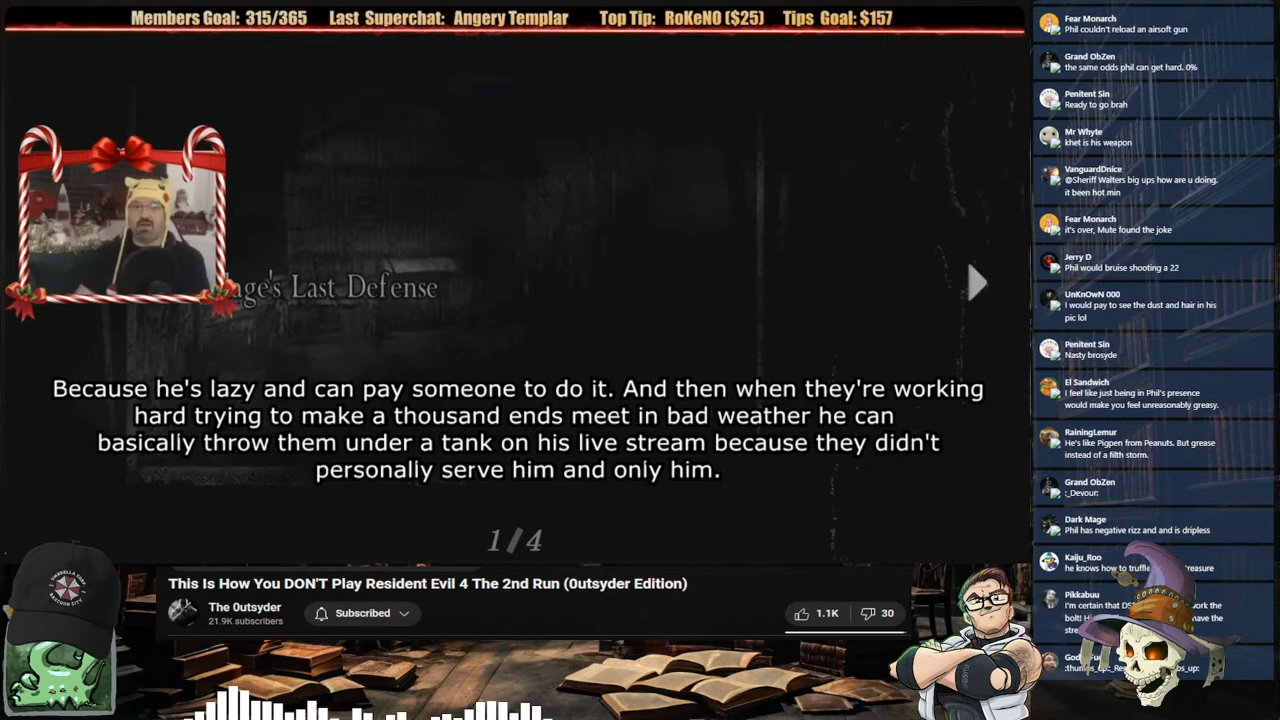 Members Goal: 315/365 Last Superchat: Angery Templar Top Tip: RoKeNO ($25) Tips Goal: $157
age's Last Defense
Because he's lazy and can pay someone to do it. And then when they're working
hard trying to make a thousand ends meet in bad weather he can
basically throw them under a tank on his live stream because they didn't
personally serve him and only him.
1/4
This Is How You DON'T Play Resident Evil 4 The 2nd Run (0utsyder Edition)
The 0utsyder
21.9K subscribers
Subscribed
1.1K
30
Fear Monarch
Phil couldn't reload an airsoft gun
Grand ObZen
the same odds phil can get hard. 0%
Penitent Sin
Ready to go brah
Mr Whyte
khet is his weapon
VanguardDnice
@Sheriff Walters big ups how are u doing.
it been hot min
Fear Monarch
it's over, Mute found the joke
Jerry D
Phil would bruise shooting a 22
UnKnOwN 000
I would pay to see the dust and hair in his
pic lol
Penitent Sin
Nasty brosyde
El Sandwich
I feel like just being in Phil's presence
would make you feel unreasonably greasy.
RainingLemur
He's like Pigpen from Peanuts. But grease
instead of a filth storm.
Grand ObZen
:_Devour:
Dark Mage
Phil has negative rizz and and is dripless
Kaiju_Roo
he knows how to truffle
Pikkabuu
I'm certain that
bolt!
UMBRELLA CORP.
RACCOON CITY